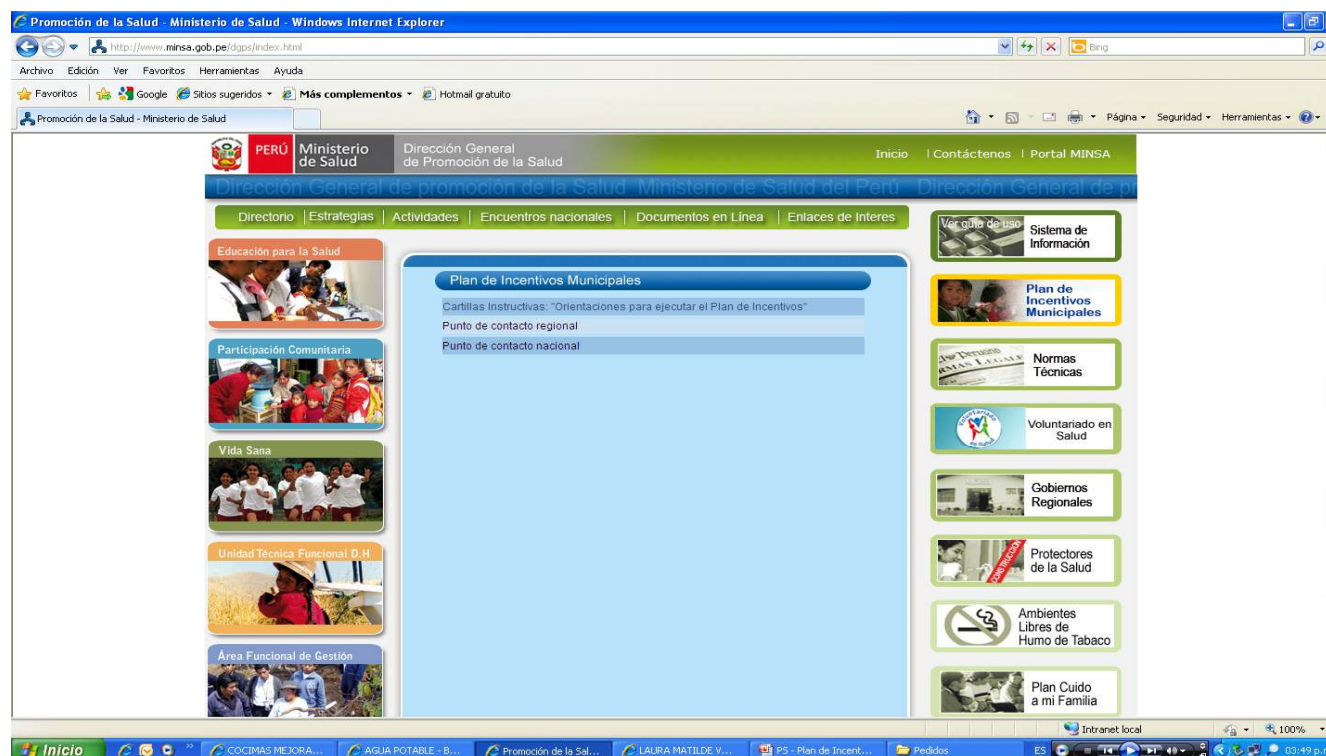 Promoción de la Salud - Ministerio de Salud - Windows Internet Explorer
http://www.minsa.gob.pe/dgps/index.html
Bing
Archivo Edición Ver Favoritos Herramientas Ayuda
Favoritos Google Sitios sugeridos Más complementos Hotmail gratuito
Promoción de la Salud - Ministerio de Salud
Página Seguridad Herramientas
PERÚ
Ministerio
de Salud
Dirección General
de Promoción de la Salud
Inicio | Contáctenos | Portal MINSA
Dirección General de promoción de la Salud Ministerio de Salud del Perú Dirección General de p
Directorio | Estrategias | Actividades | Encuentros nacionales | Documentos en Línea | Enlaces de Interes
Educación para la Salud
Participación Comunitaria
Vida Sana
Unidad Técnica Funcional D.H
Área Funcional de Gestión
Plan de Incentivos Municipales
Cartillas Instructivas: "Orientaciones para ejecutar el Plan de Incentivos"
Punto de contacto regional
Punto de contacto nacional
Ver guía de uso
Sistema de
Información
Plan de
Incentivos
Municipales
Normas
Técnicas
Voluntariado en
Salud
Gobiernos
Regionales
CONSTRUCCION
Protectores
de la Salud
Ambientes
Libres de
Humo de Tabaco
Plan Cuido
a mi Familia
Intranet local
100%
Inicio
COCIMAS MEJORA...
AGUA POTABLE - B...
Promoción de la Sal...
LAURA MATILDE V...
PS - Plan de Incent...
Pedidos
ES
03:49 p.